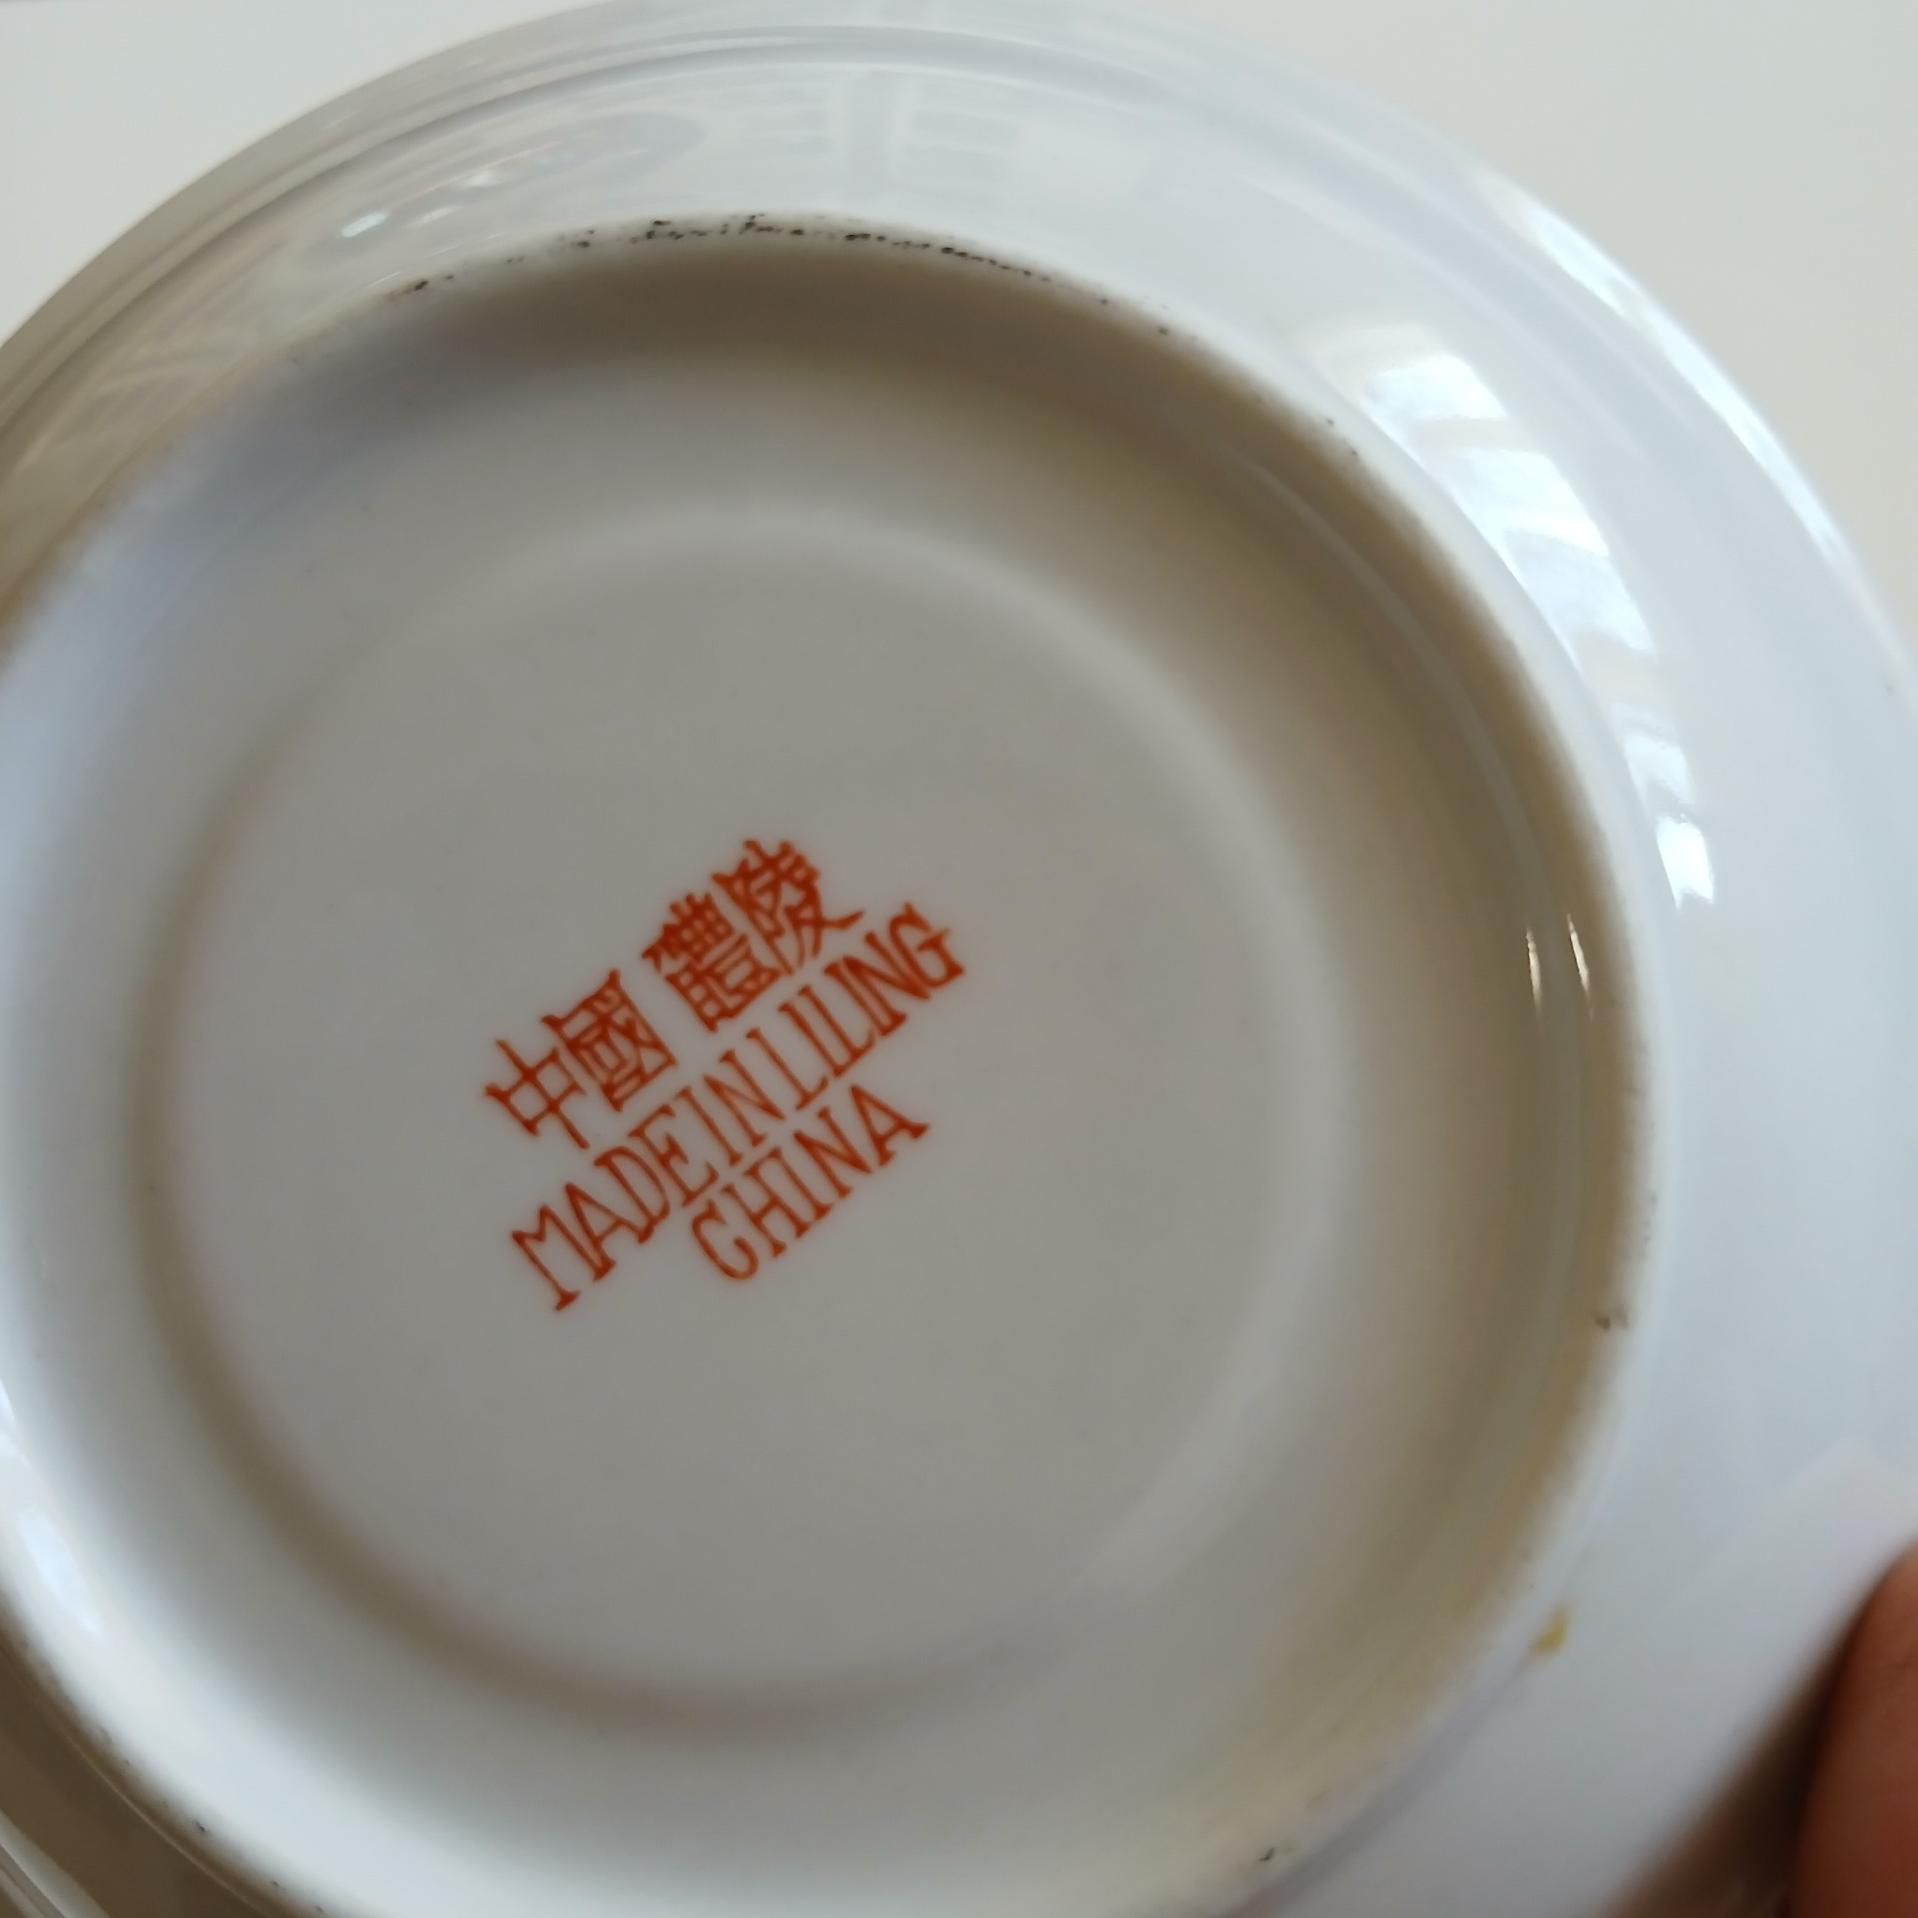 中國 醴陵
MADE IN LILING
CHINA